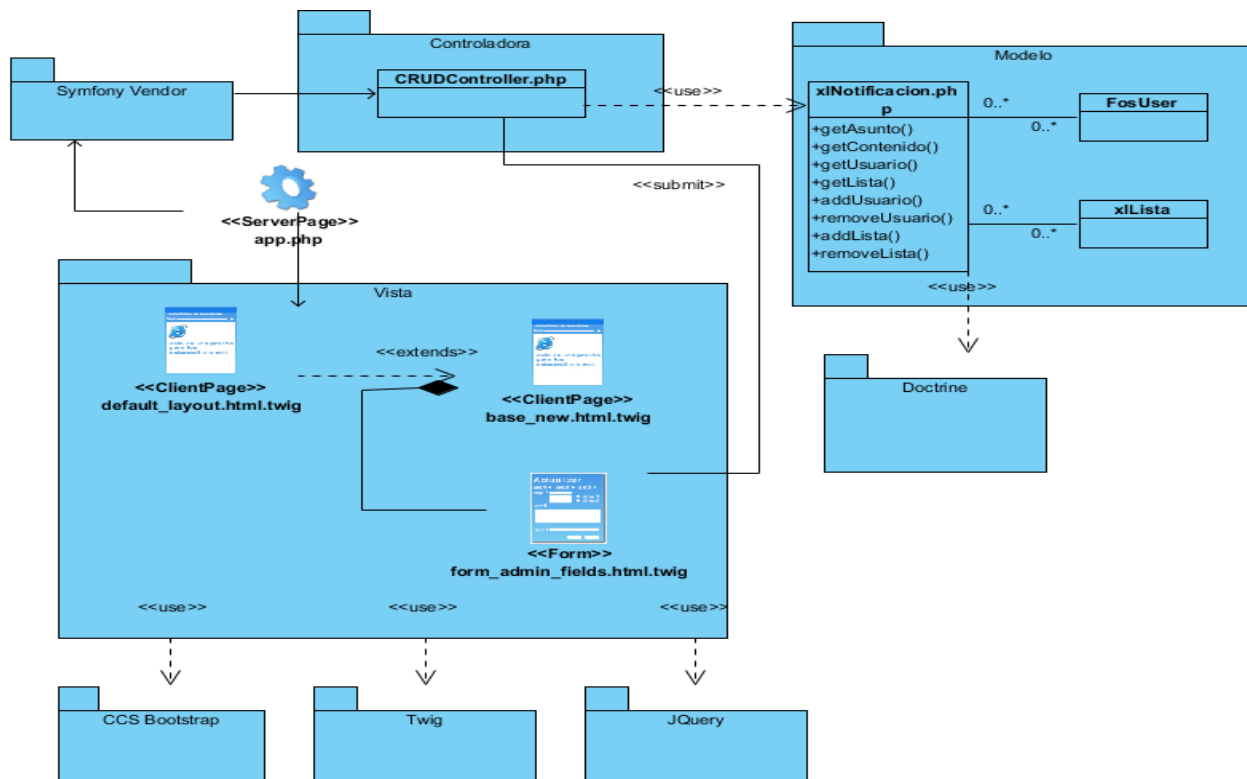 Controladora
CRUDController.php
Symfony Vendor
<<use>>
Modelo
xlNotificacion.ph
p
+getAsunto()
+getContenido()
+getUsuario()
+getLista()
+addUsuario()
+removeUsuario()
+addLista()
+removeLista()
0..*
0..*
FosUser
0..*
0..*
xlLista
<<submit>>
<<ServerPage>>
app.php
<<use>>
Vista
<<extends>>
<<ClientPage>>
default_layout.html.twig
<<ClientPage>>
base_new.html.twig
Doctrine
Actualizar
<<Form>>
form_admin_fields.html.twig
<<use>>
<<use>>
<<use>>
CCS Bootstrap
Twig
JQuery